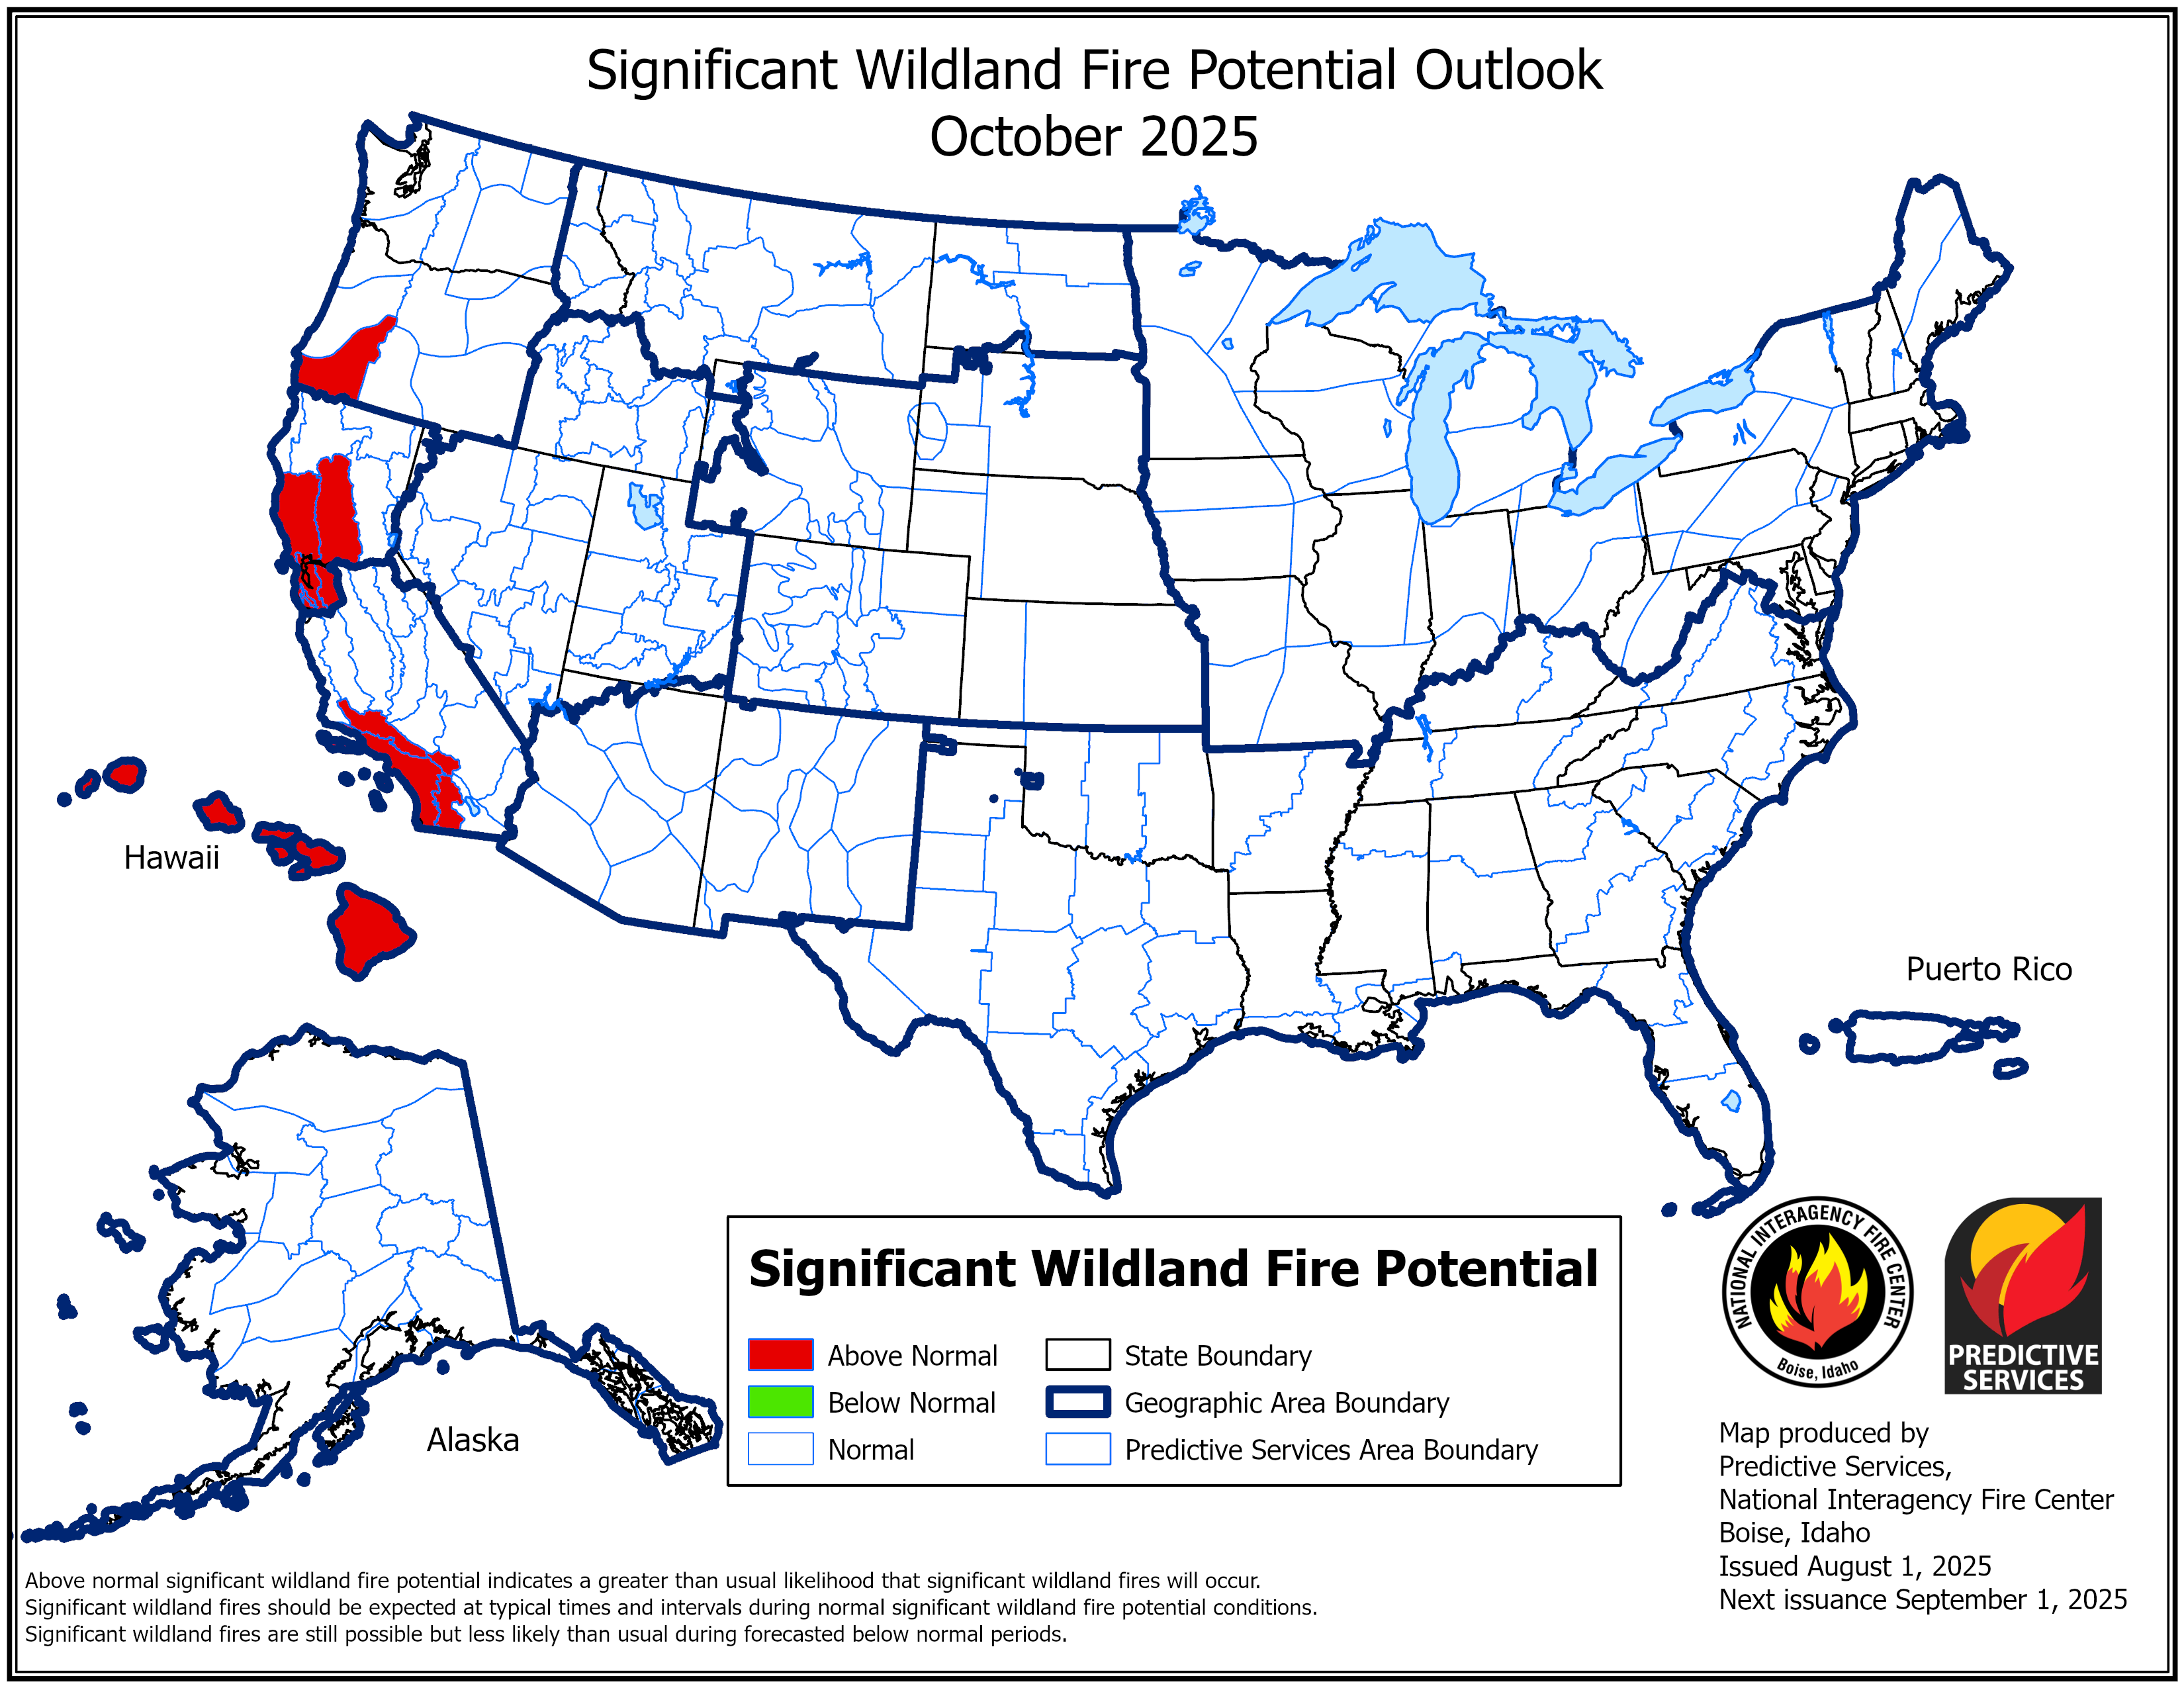 Significant Wildland Fire Potential Outlook
October 2025
Hawaii
Puerto Rico
Alaska
Significant Wildland Fire Potential
Above Normal
Below Normal
Normal
State Boundary
Geographic Area Boundary
Predictive Services Area Boundary
NATIONAL INTERAGENCY FIRE CENTER
Boise, Idaho
PREDICTIVE
SERVICES
Map produced by
Predictive Services,
National Interagency Fire Center
Boise, Idaho
Issued August 1, 2025
Next issuance September 1, 2025
Above normal significant wildland fire potential indicates a greater than usual likelihood that significant wildland fires will occur.
Significant wildland fires should be expected at typical times and intervals during normal significant wildland fire potential conditions.
Significant wildland fires are still possible but less likely than usual during forecasted below normal periods.